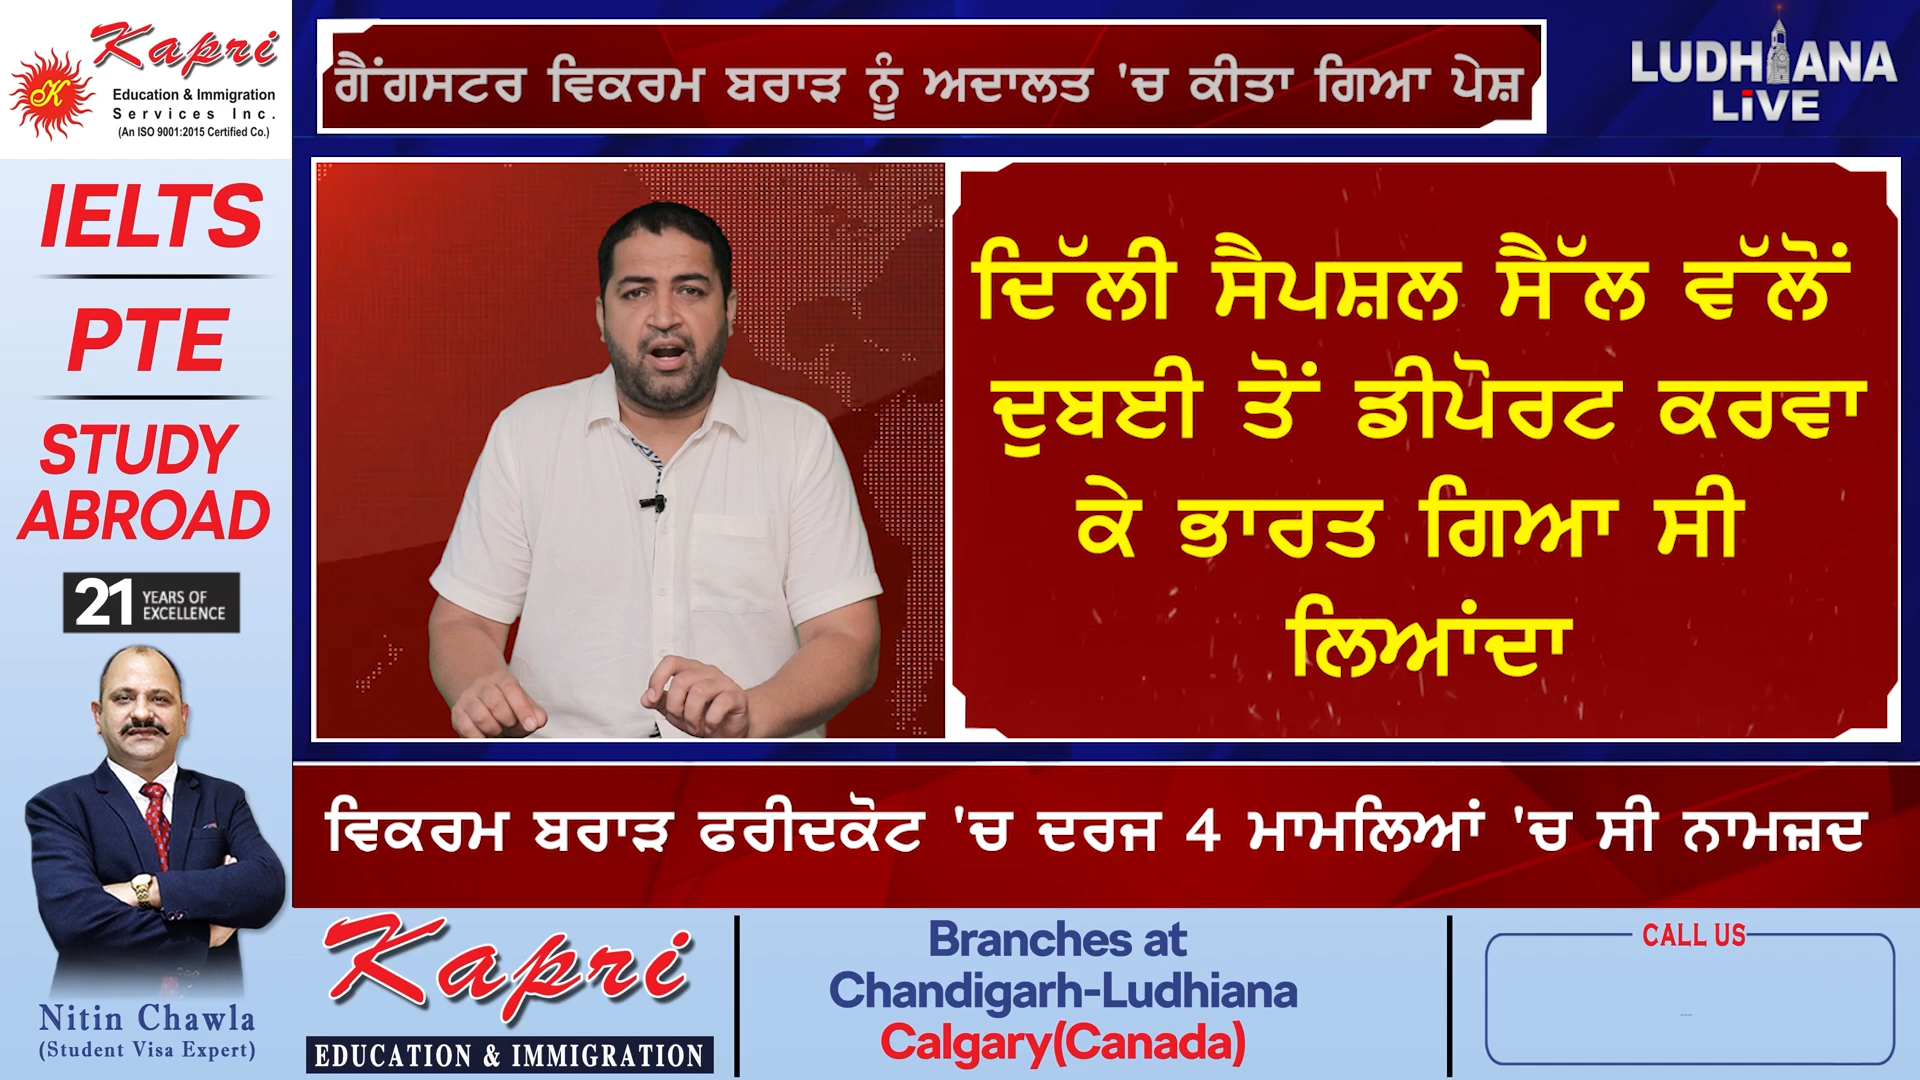 Kapri
Education & Immigration
Services Inc.
(An ISO 9001:2015 Certified Co.)
ਗੈਂਗਸਟਰ ਵਿਕਰਮ ਬਰਾੜ ਨੂੰ ਅਦਾਲਤ 'ਚ ਕੀਤਾ ਗਿਆ ਪੇਸ਼
LUDHIANA
LiVE
IELTS
PTE
STUDY
ABROAD
21 YEARS OF
EXCELLENCE
ਦਿੱਲੀ ਸੈਪਸ਼ਲ ਸੈੱਲ ਵੱਲੋਂ
ਦੁਬਈ ਤੋਂ ਡੀਪੋਰਟ ਕਰਵਾ
ਕੇ ਭਾਰਤ ਗਿਆ ਸੀ
ਲਿਆਂਦਾ
ਵਿਕਰਮ ਬਰਾੜ ਫਰੀਦਕੋਟ 'ਚ ਦਰਜ 4 ਮਾਮਲਿਆਂ 'ਚ ਸੀ ਨਾਮਜ਼ਦ
Nitin Chawla
(Student Visa Expert)
Kapri
EDUCATION & IMMIGRATION
Branches at
Chandigarh-Ludhiana
Calgary(Canada)
CALL US